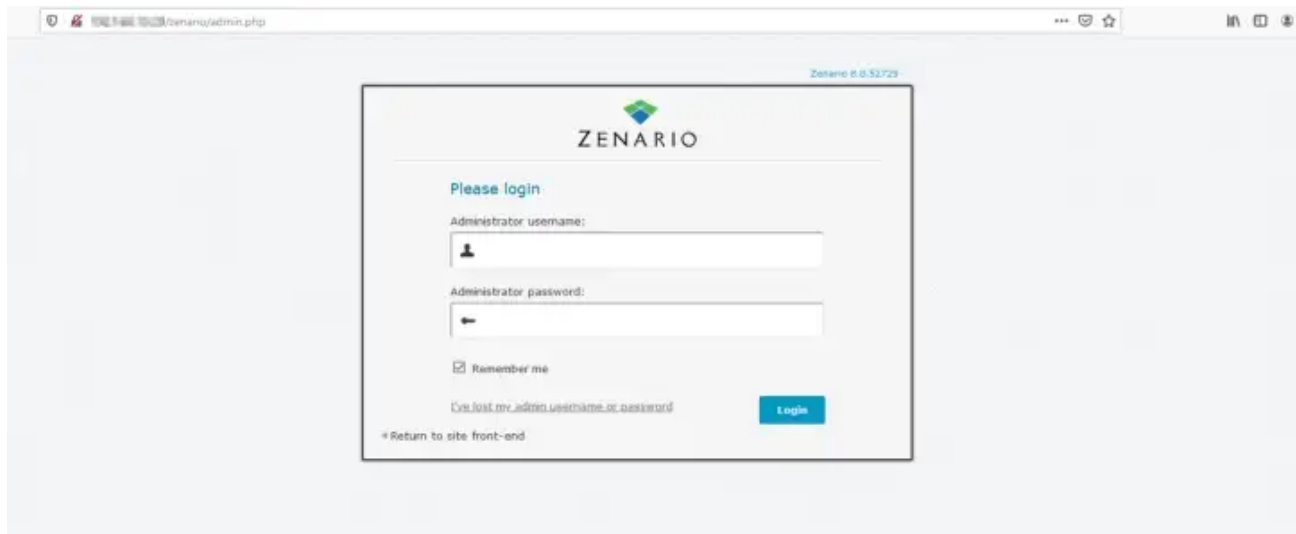 /zenario/admin.php
Zenario 8.0.52729
ZENARIO
Please login
Administrator username:
Administrator password:
Remember me
I've lost my admin username or password
Login
Return to site front-end